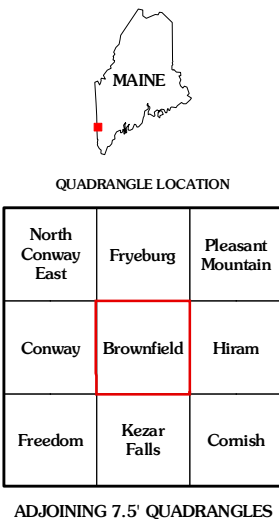 MAINE
QUADRANGLE LOCATION
North
Conway
East
Fryeburg
Pleasant
Mountain
Conway
Brownfield
Hiram
Freedom
Kezar
Falls
Cornish
ADJOINING 7.5' QUADRANGLES